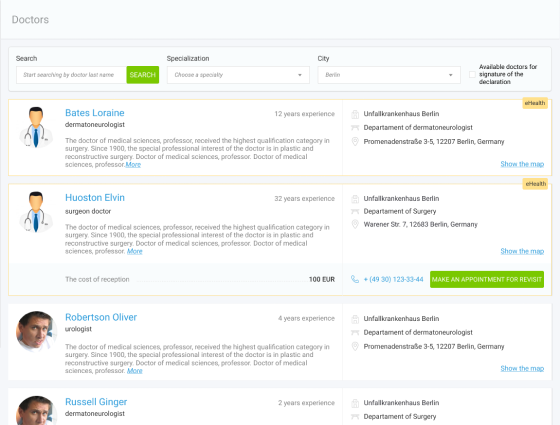 Doctors
Search
Specialization
City
Start searching by doctor last name
SEARCH
Choose a specialty
Berlin
Available doctors for
signature of the
declaration
eHealth
Bates Loraine
12 years experience
dermatoneurologist
The doctor of medical sciences, professor, received the highest qualification category in
surgery. Since 1900, the special professional interest of the doctor is in plastic and
reconstructive surgery. Doctor of medical sciences, professor. Doctor of medical
sciences, professor.More
Unfallkrankenhaus Berlin
Departament of dermatoneurologist
Promenadenstraße 3-5, 12207 Berlin, Germany
Show the map
eHealth
Huoston Elvin
32 years experience
surgeon doctor
The doctor of medical sciences, professor, received the highest qualification category in
surgery. Since 1900, the special professional interest of the doctor is in plastic and
reconstructive surgery. Doctor of medical sciences, professor. Doctor of medical
sciences, professor. More
Unfallkrankenhaus Berlin
Departament of Surgery
Warener Str. 7, 12683 Berlin, Germany
Show the map
The cost of reception
100 EUR
+ (49 30) 123-33-44
MAKE AN APPOINTMENT FOR REVISIT
Robertson Oliver
4 years experience
urologist
The doctor of medical sciences, professor, received the highest qualification category in
surgery. Since 1900, the special professional interest of the doctor is in plastic and
reconstructive surgery. Doctor of medical sciences, professor. Doctor of medical
sciences, professor. More
Unfallkrankenhaus Berlin
Departament of dermatoneurologist
Promenadenstraße 3-5, 12207 Berlin, Germany
Show the map
Russell Ginger
2 years experience
dermatoneurologist
Unfallkrankenhaus Berlin
Departament of Surgery